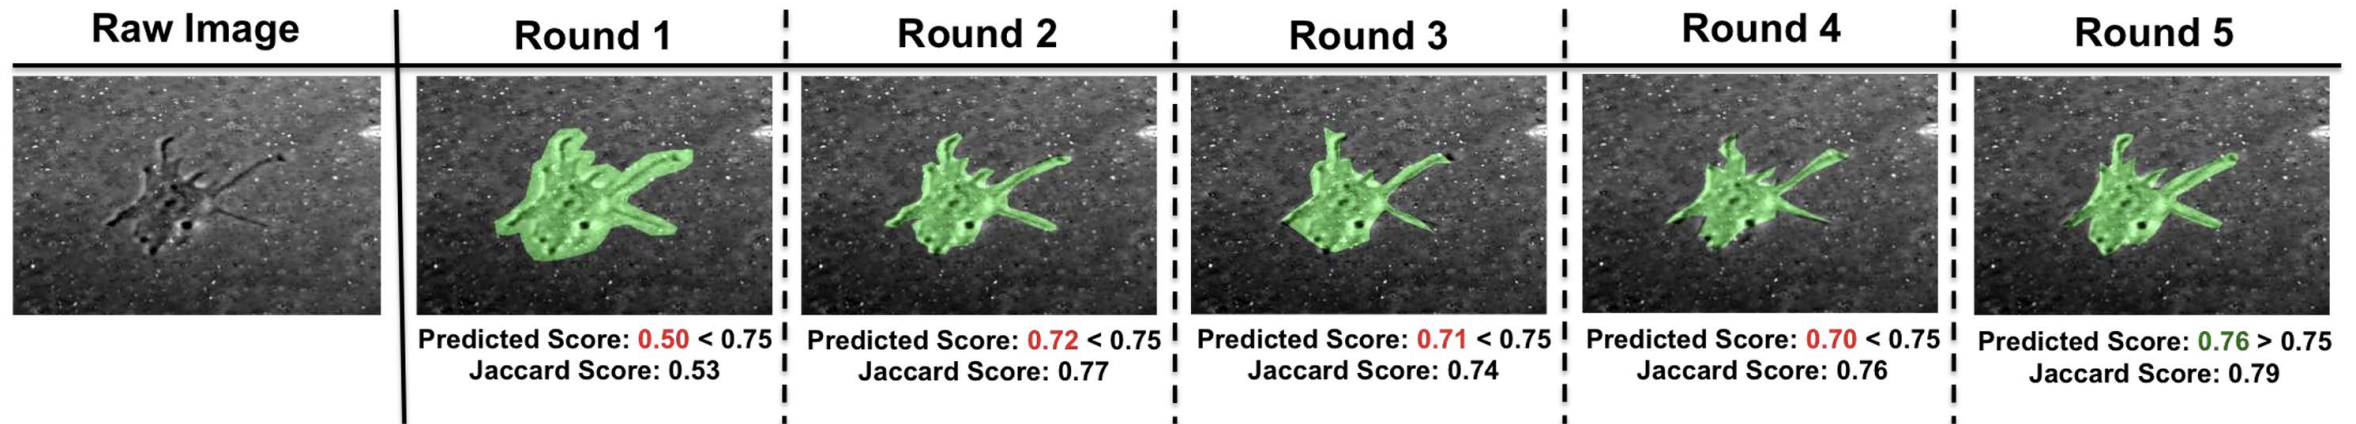 Raw Image
Round 1
Round 2
Round 3
Round 4
Round 5
Predicted Score: 0.50 < 0.75
Jaccard Score: 0.53
Predicted Score: 0.72 < 0.75
Jaccard Score: 0.77
Predicted Score: 0.71 < 0.75
Jaccard Score: 0.74
Predicted Score: 0.70 < 0.75
Jaccard Score: 0.76
Predicted Score: 0.76 > 0.75
Jaccard Score: 0.79